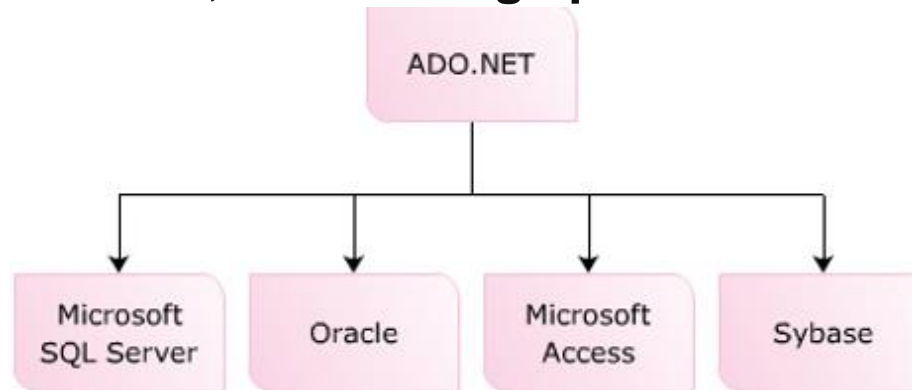 ADO.NET
Microsoft
SQL Server
Oracle
Microsoft
Access
Sybase